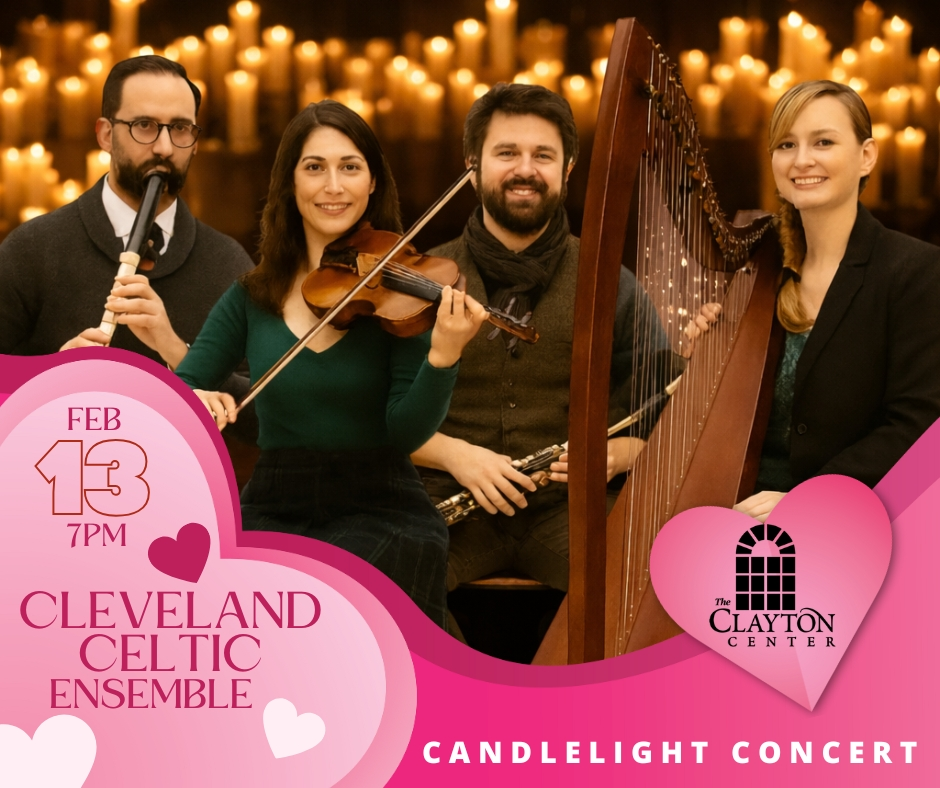 FEB
13
7PM
CLEVELAND
CELTIC
ENSEMBLE
The
CLAYTON
CENTER
CANDLELIGHT CONCERT